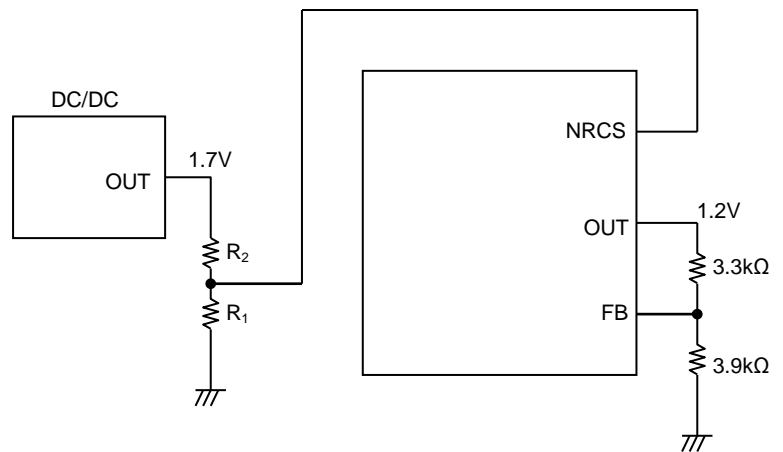 DC/DC
OUT
1.7V
R₂
R₁
NRCS
OUT
1.2V
3.3kΩ
FB
3.9kΩ